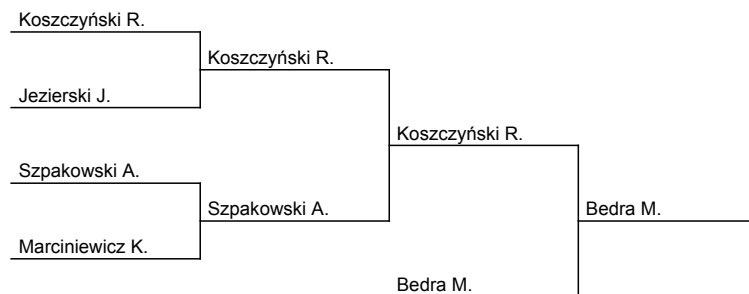 Koszczyński R.
Koszczyński R.
Jezierski J.
Koszczyński R.
Szpakowski A.
Szpakowski A.
Bedra M.
Marciniewicz K.
Bedra M.